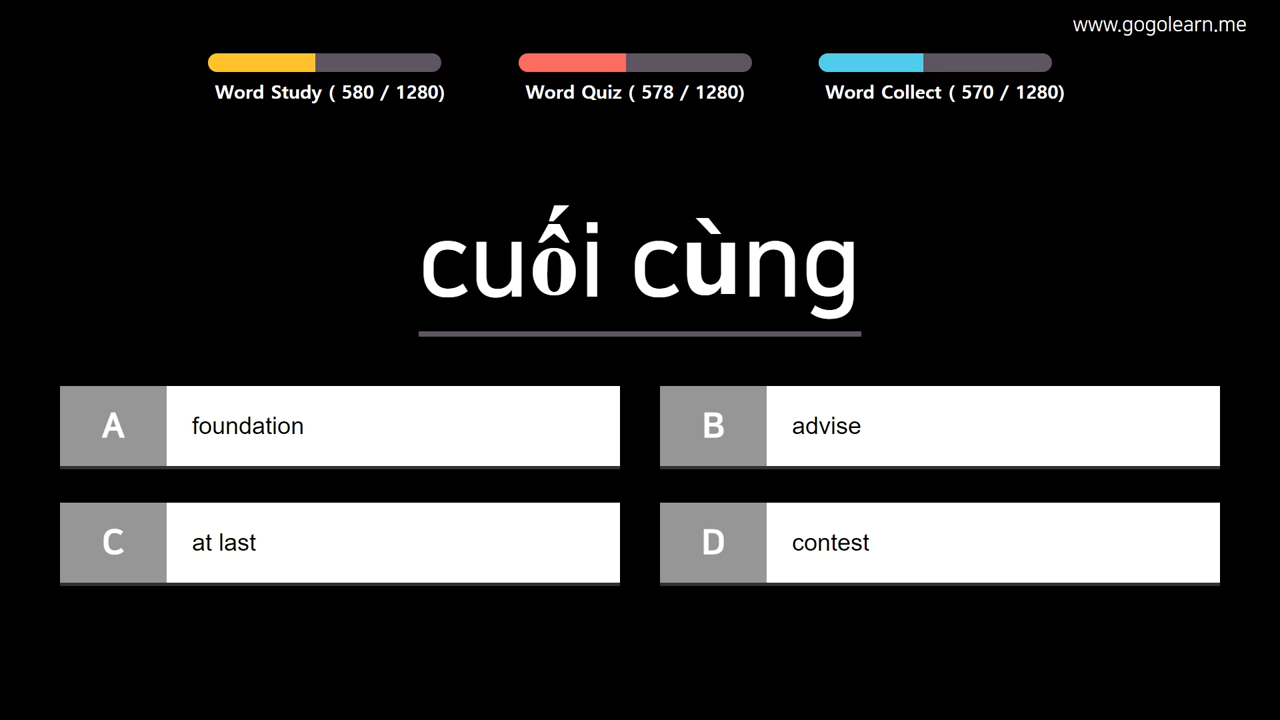 www.gogolearn.me
Word Study ( 580 / 1280)
Word Quiz ( 578 / 1280)
Word Collect ( 570 / 1280)
cuối cùng
A foundation
B advise
C at last
D contest